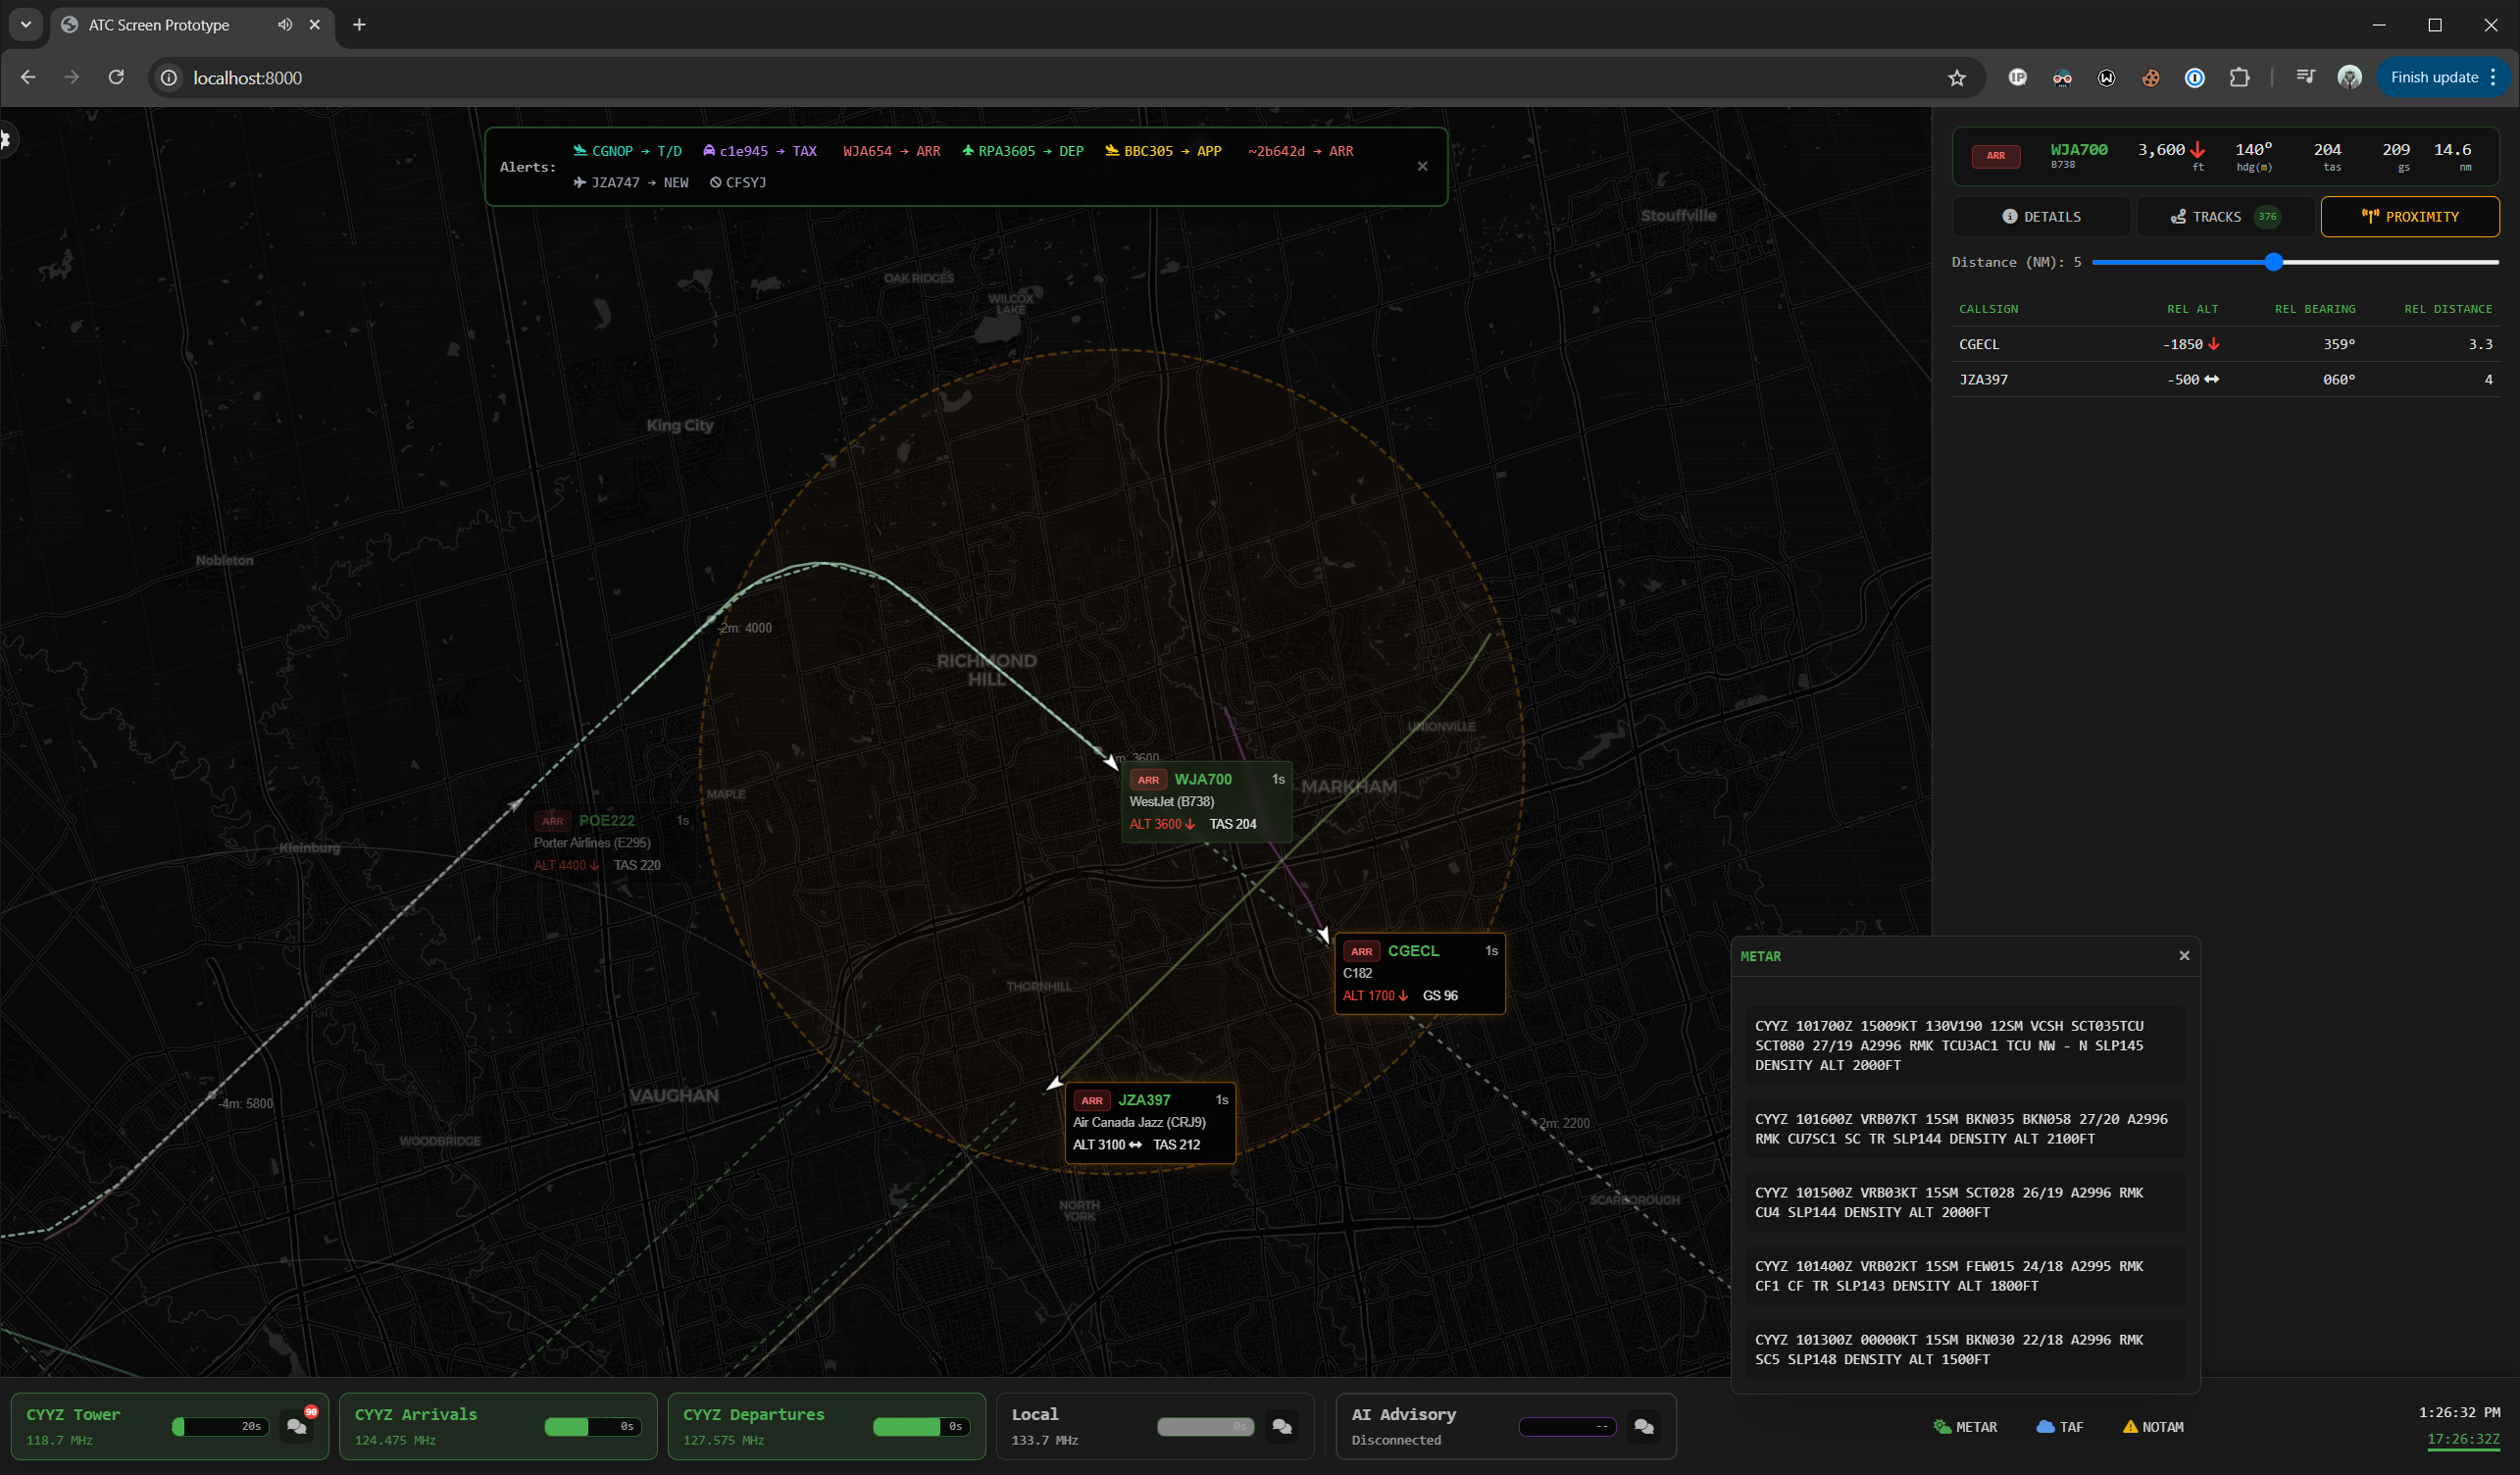 ATC Screen Prototype
localhost:8000
Finish update
Alerts:
CGNOP → T/D
c1e945 → TAX
WJA654 → ARR
RPA3605 → DEP
BBC305 → APP
~2b642d → ARR
JZA747 → NEW
CFSYJ
Stouffville
OAK RIDGES
WILCOX
LAKE
King City
Nobleton
-2m: 4000
RICHMOND
HILL
UNIONVILLE
m: 3600
MARKHAM
MAPLE
Kleinburg
ARR WJA700 1s
WestJet (B738)
ALT 3600 TAS 204
ARR POE222 1s
Porter Airlines (E295)
ALT 4400 TAS 220
ARR CGECL 1s
C182
ALT 1700 GS 96
THORNHILL
ARR JZA397 1s
Air Canada Jazz (CRJ9)
ALT 3100 TAS 212
-4m: 5800
VAUGHAN
WOODBRIDGE
+2m: 2200
NORTH
YORK
SCARBOROUGH
ARR WJA700 3,600 140° 204 209 14.6
B738 ft hdg(m) tas gs nm
DETAILS
TRACKS 376
PROXIMITY
Distance (NM): 5
CALLSIGN REL ALT REL BEARING REL DISTANCE
CGECL -1850 359° 3.3
JZA397 -500 060° 4
METAR
CYYZ 101700Z 15009KT 130V190 12SM VCSH SCT035TCU
SCT080 27/19 A2996 RMK TCU3AC1 TCU NW - N SLP145
DENSITY ALT 2000FT
CYYZ 101600Z VRB07KT 15SM BKN035 BKN058 27/20 A2996
RMK CU7SC1 SC TR SLP144 DENSITY ALT 2100FT
CYYZ 101500Z VRB03KT 15SM SCT028 26/19 A2996 RMK
CU4 SLP144 DENSITY ALT 2000FT
CYYZ 101400Z VRB02KT 15SM FEW015 24/18 A2995 RMK
CF1 CF TR SLP143 DENSITY ALT 1800FT
CYYZ 101300Z 00000KT 15SM BKN030 22/18 A2996 RMK
SC5 SLP148 DENSITY ALT 1500FT
CYYZ Tower 20s 90
118.7 MHz
CYYZ Arrivals 0s
124.475 MHz
CYYZ Departures 0s
127.575 MHz
Local 0s
133.7 MHz
AI Advisory --
Disconnected
METAR
TAF
NOTAM
1:26:32 PM
17:26:32Z